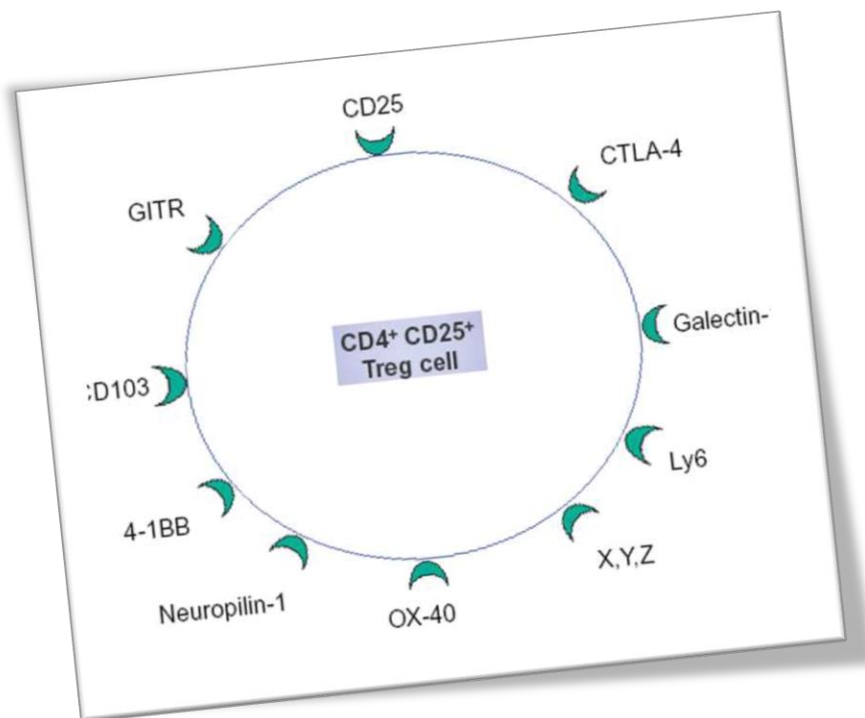 CD25
CTLA-4
GITR
Galectin-
CD4⁺ CD25⁺
Treg cell
:D103
Ly6
4-1BB
X,Y,Z
Neuropilin-1
OX-40